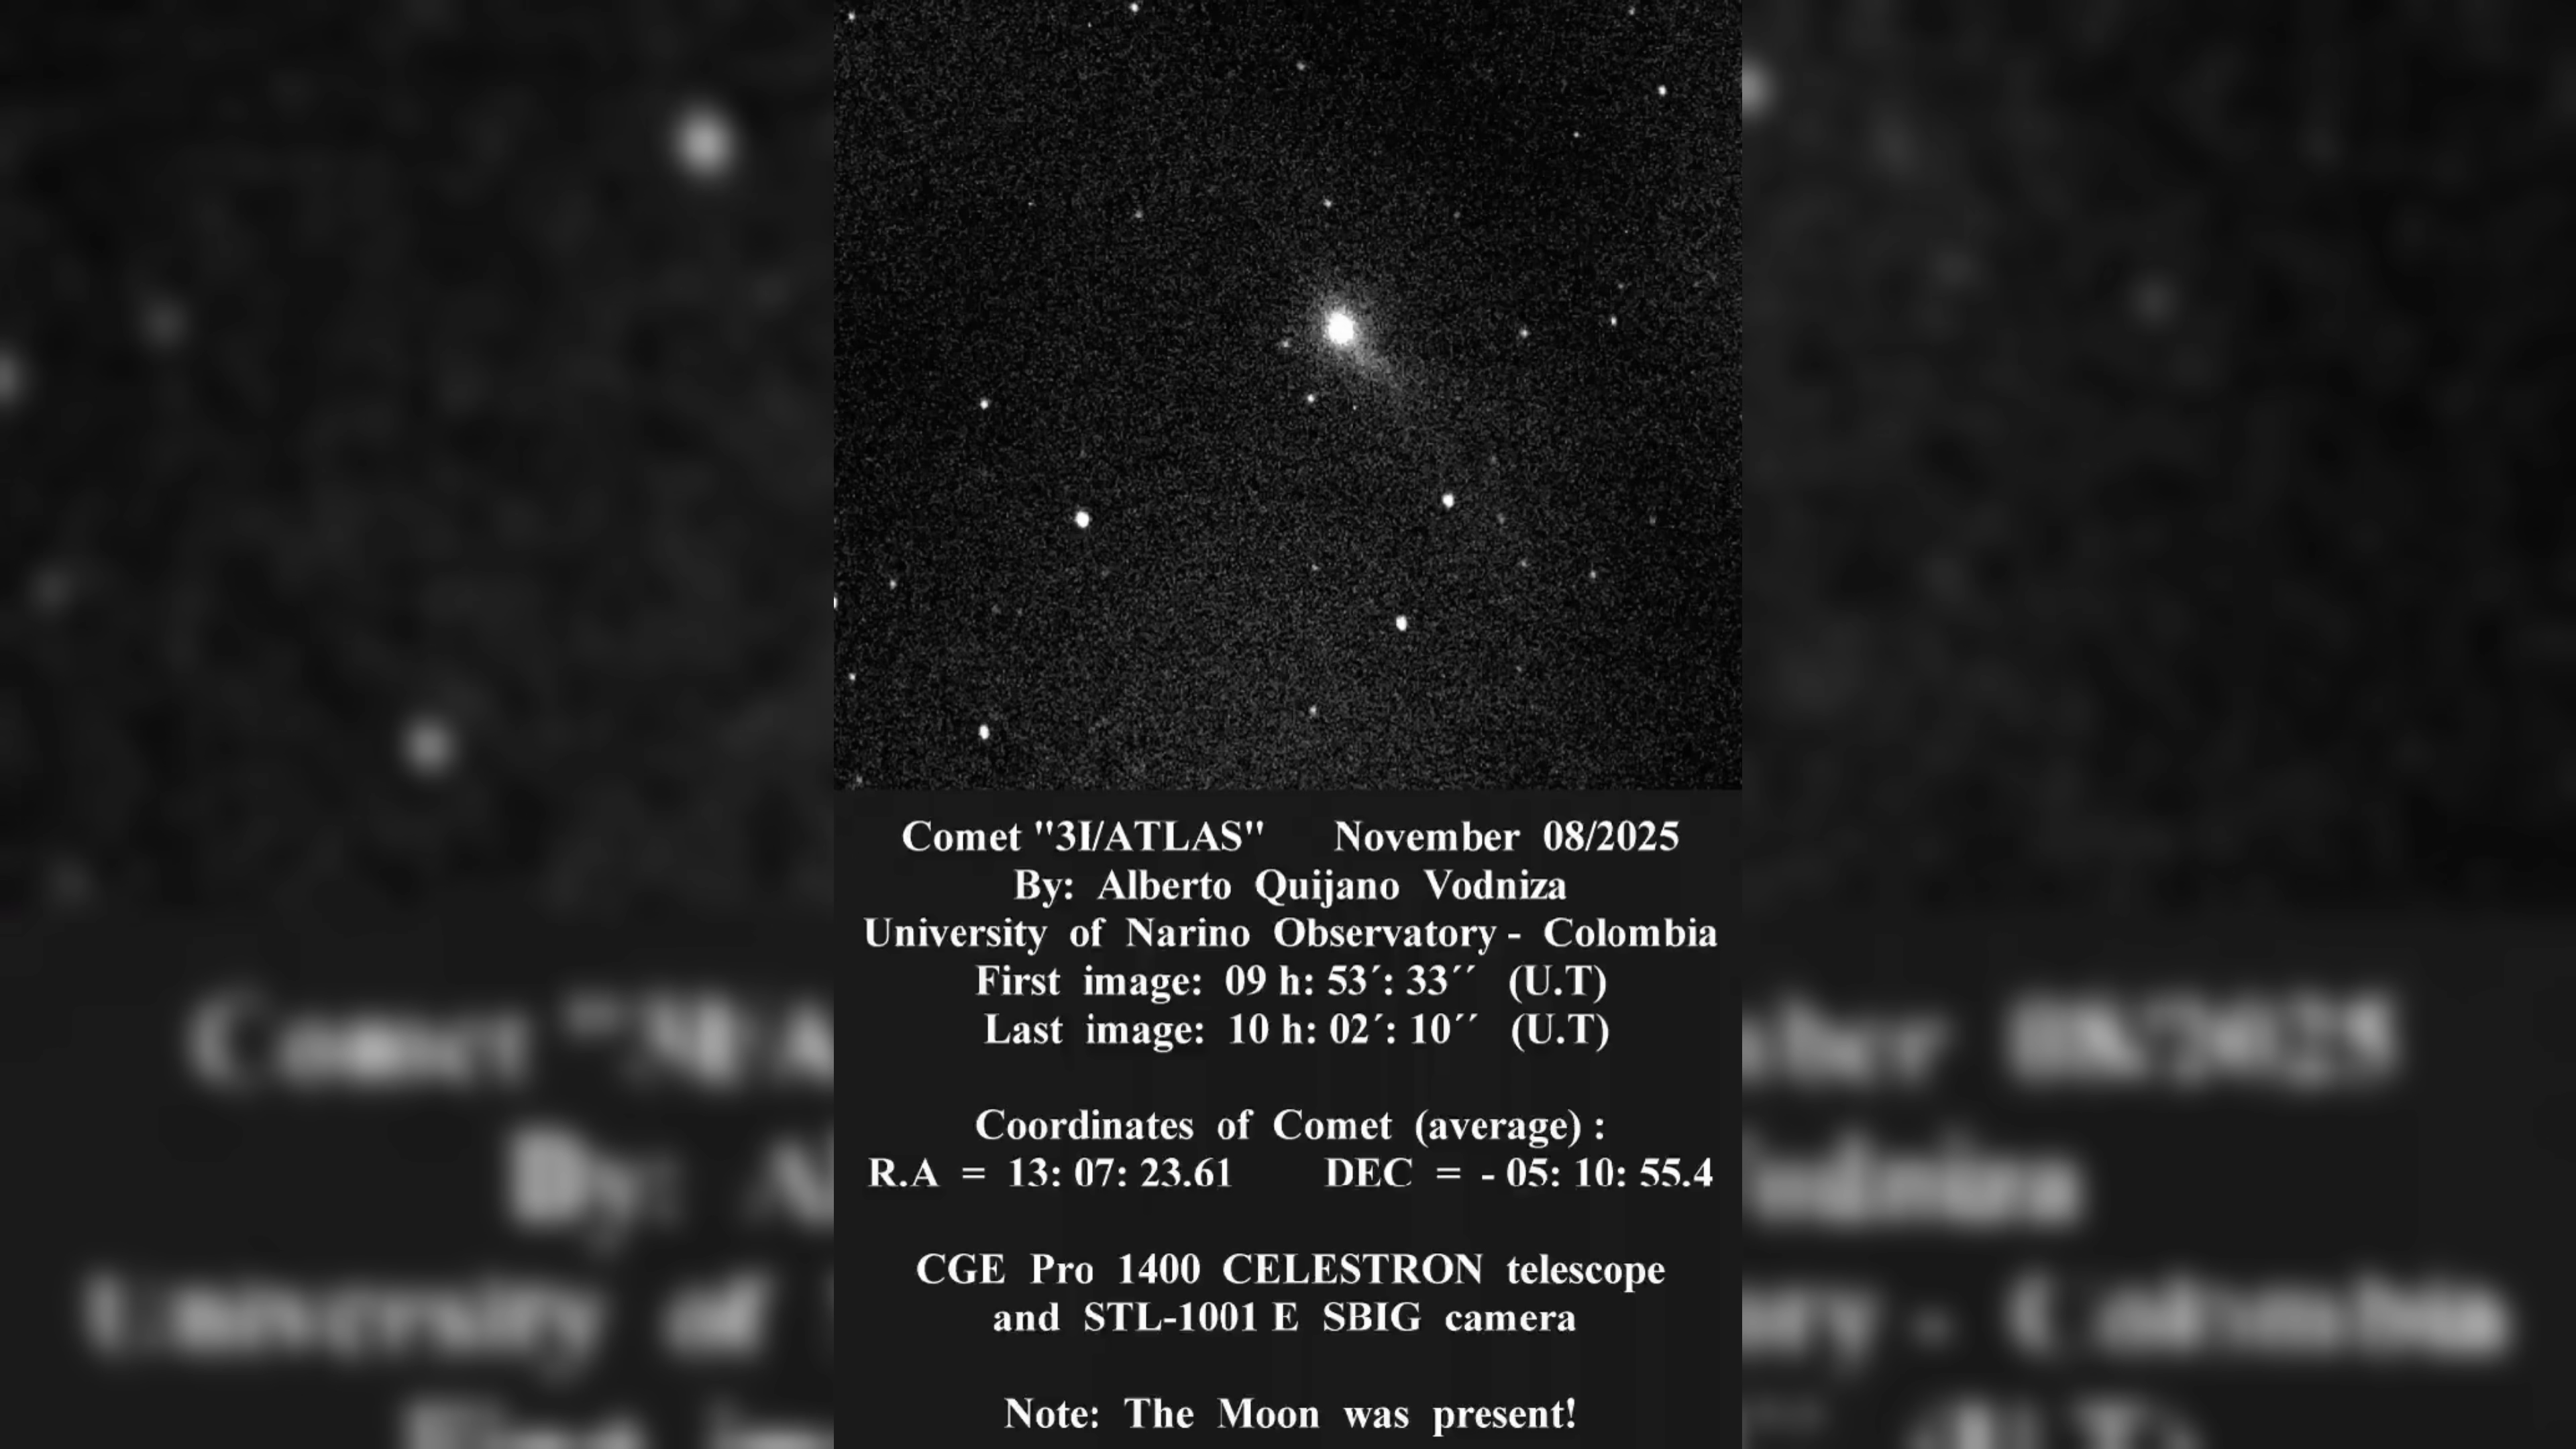 Comet "3I/ATLAS" November 08/2025
By: Alberto Quijano Vodniza
University of Narino Observatory - Colombia
First image: 09 h: 53´: 33´´ (U.T)
Last image: 10 h: 02´: 10´´ (U.T)
Coordinates of Comet (average) :
R.A = 13: 07: 23.61 DEC = - 05: 10: 55.4
CGE Pro 1400 CELESTRON telescope
and STL-1001 E SBIG camera
Note: The Moon was present!